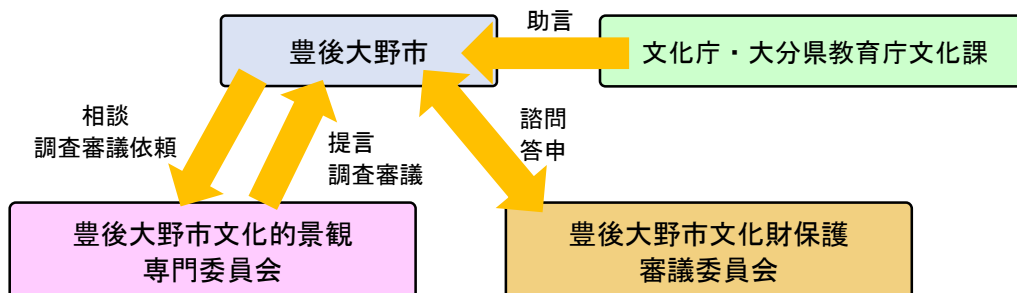 助言
豊後大野市
文化庁・大分県教育庁文化課
相談
調査審議依頼
提言
調査審議
諮問
答申
豊後大野市文化的景観
専門委員会
豊後大野市文化財保護
審議委員会